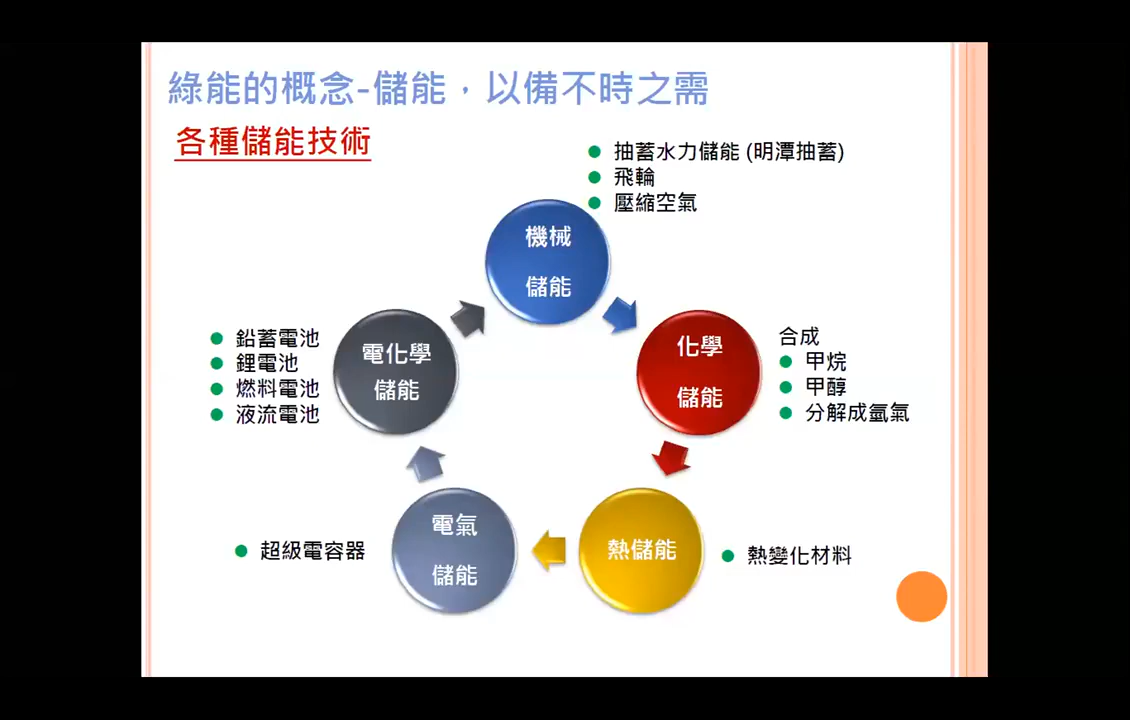 綠能的概念-儲能，以備不時之需
各種儲能技術
抽蓄水力儲能 (明潭抽蓄)
飛輪
壓縮空氣
機械
儲能
化學
儲能
合成
甲烷
甲醇
分解成氫氣
熱儲能
熱變化材料
電氣
儲能
超級電容器
電化學
儲能
鉛蓄電池
鋰電池
燃料電池
液流電池